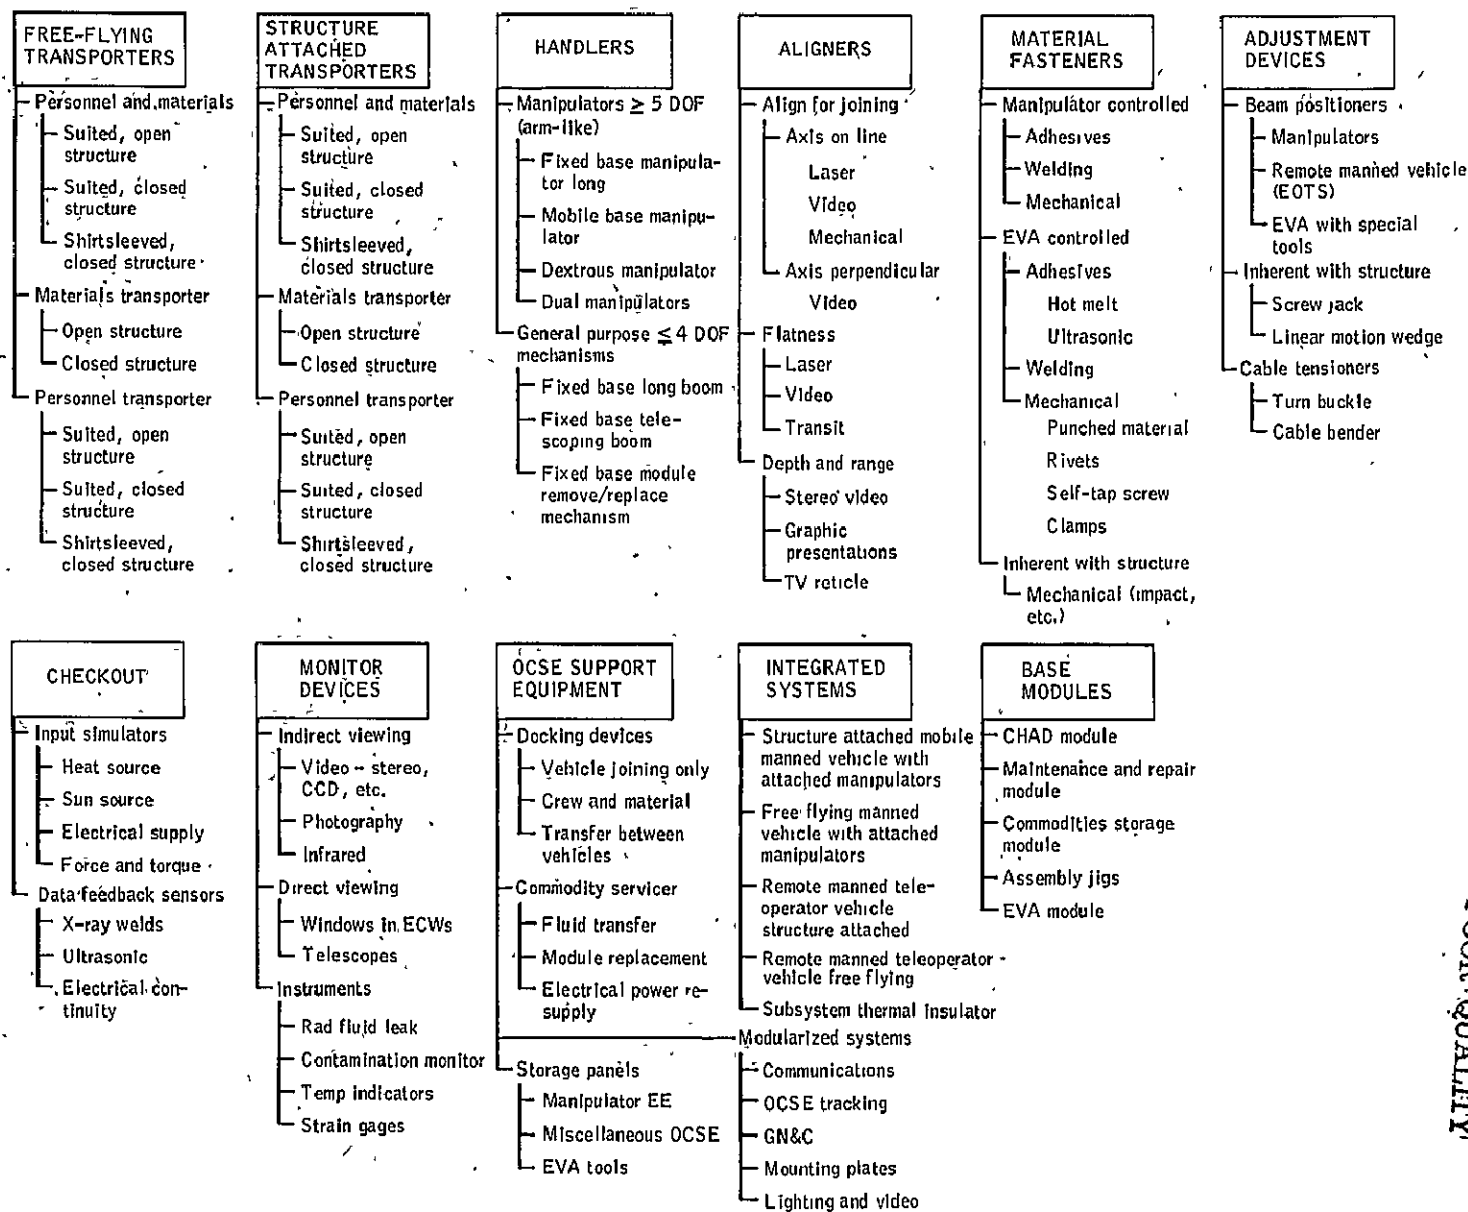 FREE-FLYING
TRANSPORTERS
Personnel and materials
Suited, open
structure
Suited, closed
structure
Shirtsleeved,
closed structure
Materials transporter
Open structure
Closed structure
Personnel transporter
Suited, open
structure
Suited, closed
structure
Shirtsleeved,
closed structure
STRUCTURE
ATTACHED
TRANSPORTERS
Personnel and materials
Suited, open
structure
Suited, closed
structure
Shirtsleeved,
closed structure
Materials transporter
Open structure
Closed structure
Personnel transporter
Suited, open
structure
Suited, closed
structure
Shirtsleeved,
closed structure
HANDLERS
Manipulators ≥ 5 DOF
(arm-like)
Fixed base manipula-
tor long
Mobile base manipu-
lator
Dextrous manipulator
Dual manipulators
General purpose ≤ 4 DOF
mechanisms
Fixed base long boom
Fixed base tele-
scoping boom
Fixed base module
remove/replace
mechanism
ALIGNERS
Align for joining
Axis on line
Laser
Video
Mechanical
Axis perpendicular
Video
Flatness
Laser
Video
Transit
Depth and range
Stereo video
Graphic
presentations
TV reticle
MATERIAL
FASTENERS
Manipulator controlled
Adhesives
Welding
Mechanical
EVA controlled
Adhesives
Hot melt
Ultrasonic
Welding
Mechanical
Punched material
Rivets
Self-tap screw
Clamps
Inherent with structure
Mechanical (impact,
etc.)
ADJUSTMENT
DEVICES
Beam positioners
Manipulators
Remote manned vehicle
(EOTS)
EVA with special
tools
Inherent with structure
Screw jack
Linear motion wedge
Cable tensioners
Turn buckle
Cable bender
CHECKOUT
Input simulators
Heat source
Sun source
Electrical supply
Force and torque
Data feedback sensors
X-ray welds
Ultrasonic
Electrical con-
tinuity
MONITOR
DEVICES
Indirect viewing
Video - stereo,
CCD, etc.
Photography
Infrared
Direct viewing
Windows in ECWs
Telescopes
Instruments
Rad fluid leak
Contamination monitor
Temp indicators
Strain gages
OCSE SUPPORT
EQUIPMENT
Docking devices
Vehicle joining only
Crew and material
Transfer between
vehicles
Commodity servicer
Fluid transfer
Module replacement
Electrical power re-
supply
Storage panels
Manipulator EE
Miscellaneous OCSE
EVA tools
INTEGRATED
SYSTEMS
Structure attached mobile
manned vehicle with
attached manipulators
Free flying manned
vehicle with attached
manipulators
Remote manned tele-
operator vehicle
structure attached
Remote manned teleoperator
vehicle free flying
Subsystem thermal insulator
Modularized systems
Communications
OCSE tracking
GN&C
Mounting plates
Lighting and video
BASE
MODULES
CHAD module
Maintenance and repair
module
Commodities storage
module
Assembly jigs
EVA module
QUALITY